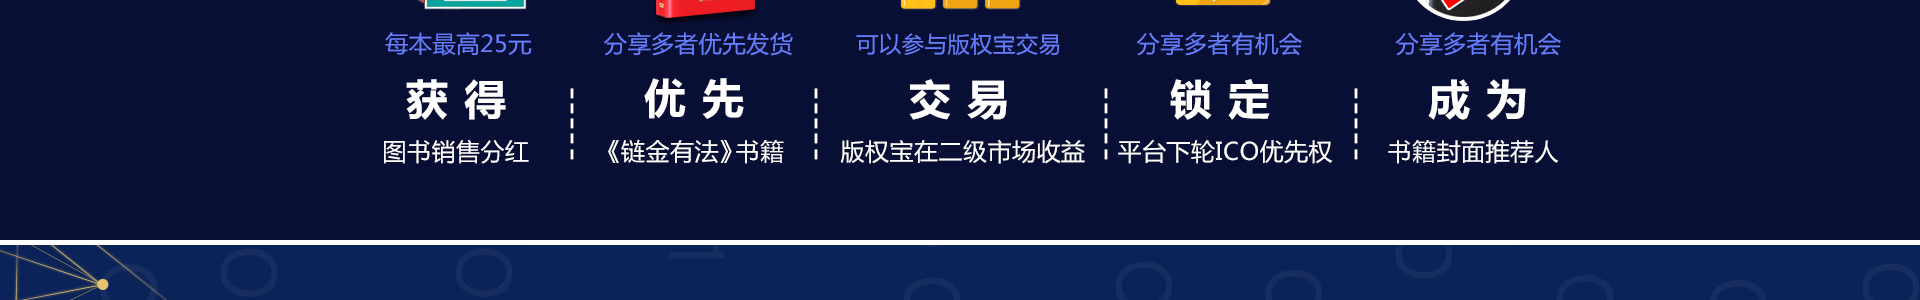 每本最高25元
获得
图书销售分红
分享多者优先发货
优先
《链金有法》书籍
可以参与版权宝交易
交易
版权宝在二级市场收益
分享多者有机会
锁定
平台下轮ICO优先权
分享多者有机会
成为
书籍封面推荐人